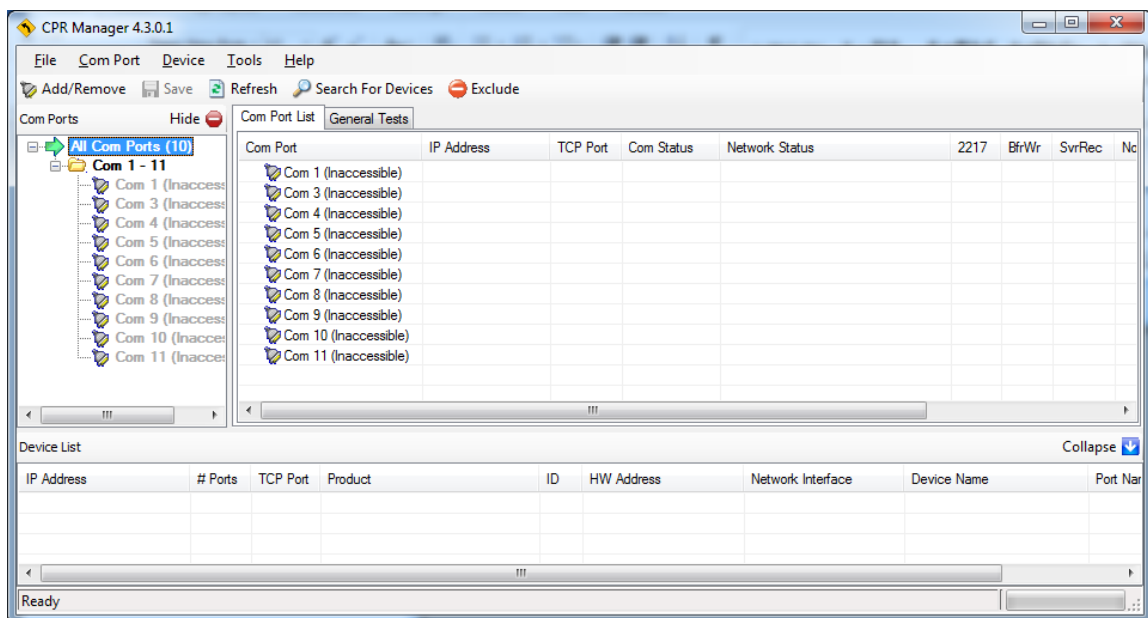 CPR Manager 4.3.0.1
File Com Port Device Tools Help
Add/Remove Save Refresh Search For Devices Exclude
Com Ports Hide Com Port List General Tests
All Com Ports (10)
Com 1 - 11
Com 1 (Inaccess
Com 3 (Inaccess
Com 4 (Inaccess
Com 5 (Inaccess
Com 6 (Inaccess
Com 7 (Inaccess
Com 8 (Inaccess
Com 9 (Inaccess
Com 10 (Inacces
Com 11 (Inacces
Com Port IP Address TCP Port Com Status Network Status 2217 BfrWr SvrRec No
Com 1 (Inaccessible)
Com 3 (Inaccessible)
Com 4 (Inaccessible)
Com 5 (Inaccessible)
Com 6 (Inaccessible)
Com 7 (Inaccessible)
Com 8 (Inaccessible)
Com 9 (Inaccessible)
Com 10 (Inaccessible)
Com 11 (Inaccessible)
Device List Collapse
IP Address # Ports TCP Port Product ID HW Address Network Interface Device Name Port Nar
Ready